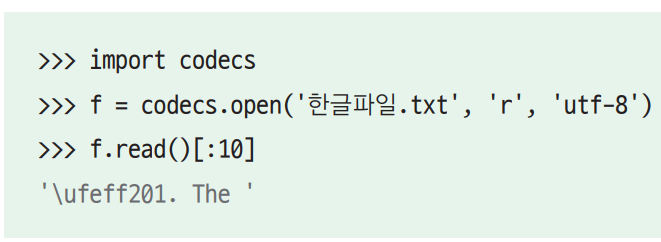 >>> import codecs
>>> f = codecs.open('한글파일.txt', 'r', 'utf-8')
>>> f.read()[:10]
'\ufeff201. The '